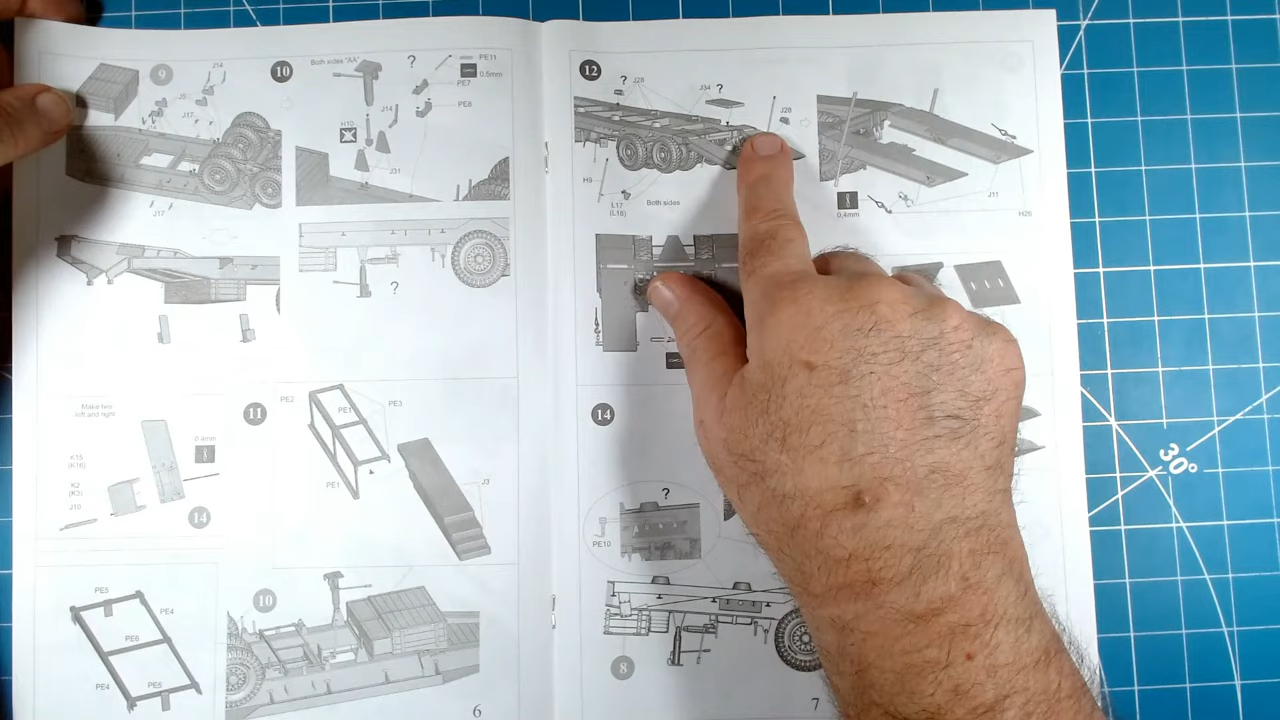 9
J14
J5
J17
J14
J17
10
Both sides "AA"
?
PE11
0.5mm
PE7
PE8
J14
H10
J31
?
Make two
left and right
K15
(K16)
K2
(K3)
J10
0.4mm
14
11
PE2
PE1
PE3
PE1
J3
PE5
PE4
PE6
PE4
PE5
10
6
12
?
J28
J34
?
J28
H9
L17
(L18)
Both sides
0,4mm
J11
H26
14
?
PE10
8
7
30°